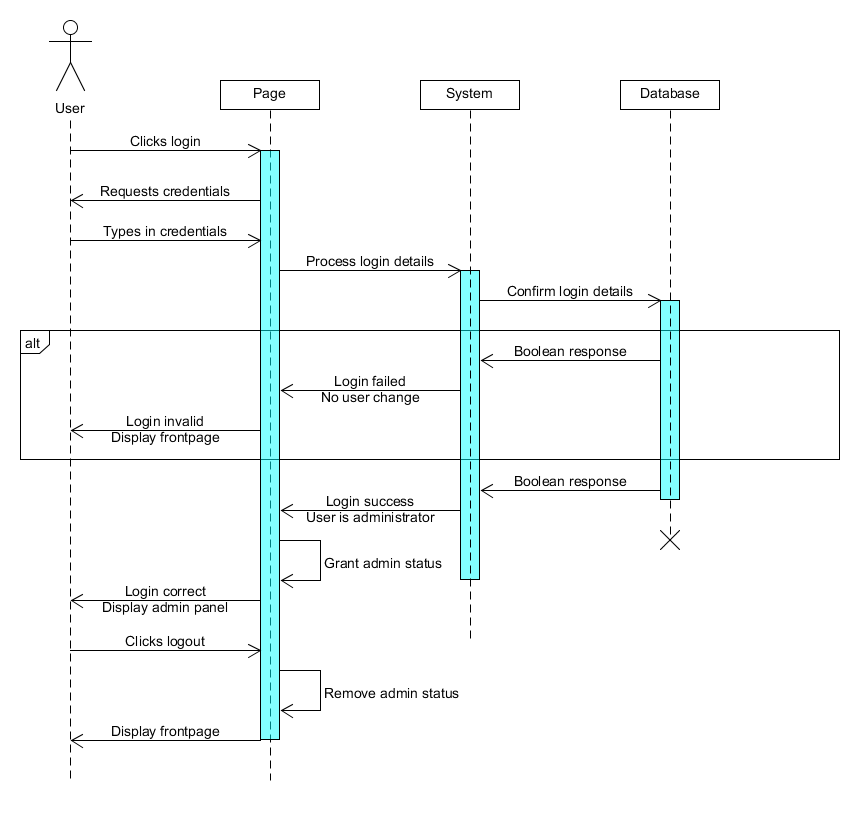 User
Page
System
Database
Clicks login
Requests credentials
Types in credentials
Process login details
Confirm login details
alt
Boolean response
Login failed
No user change
Login invalid
Display frontpage
Boolean response
Login success
User is administrator
Grant admin status
Login correct
Display admin panel
Clicks logout
Remove admin status
Display frontpage